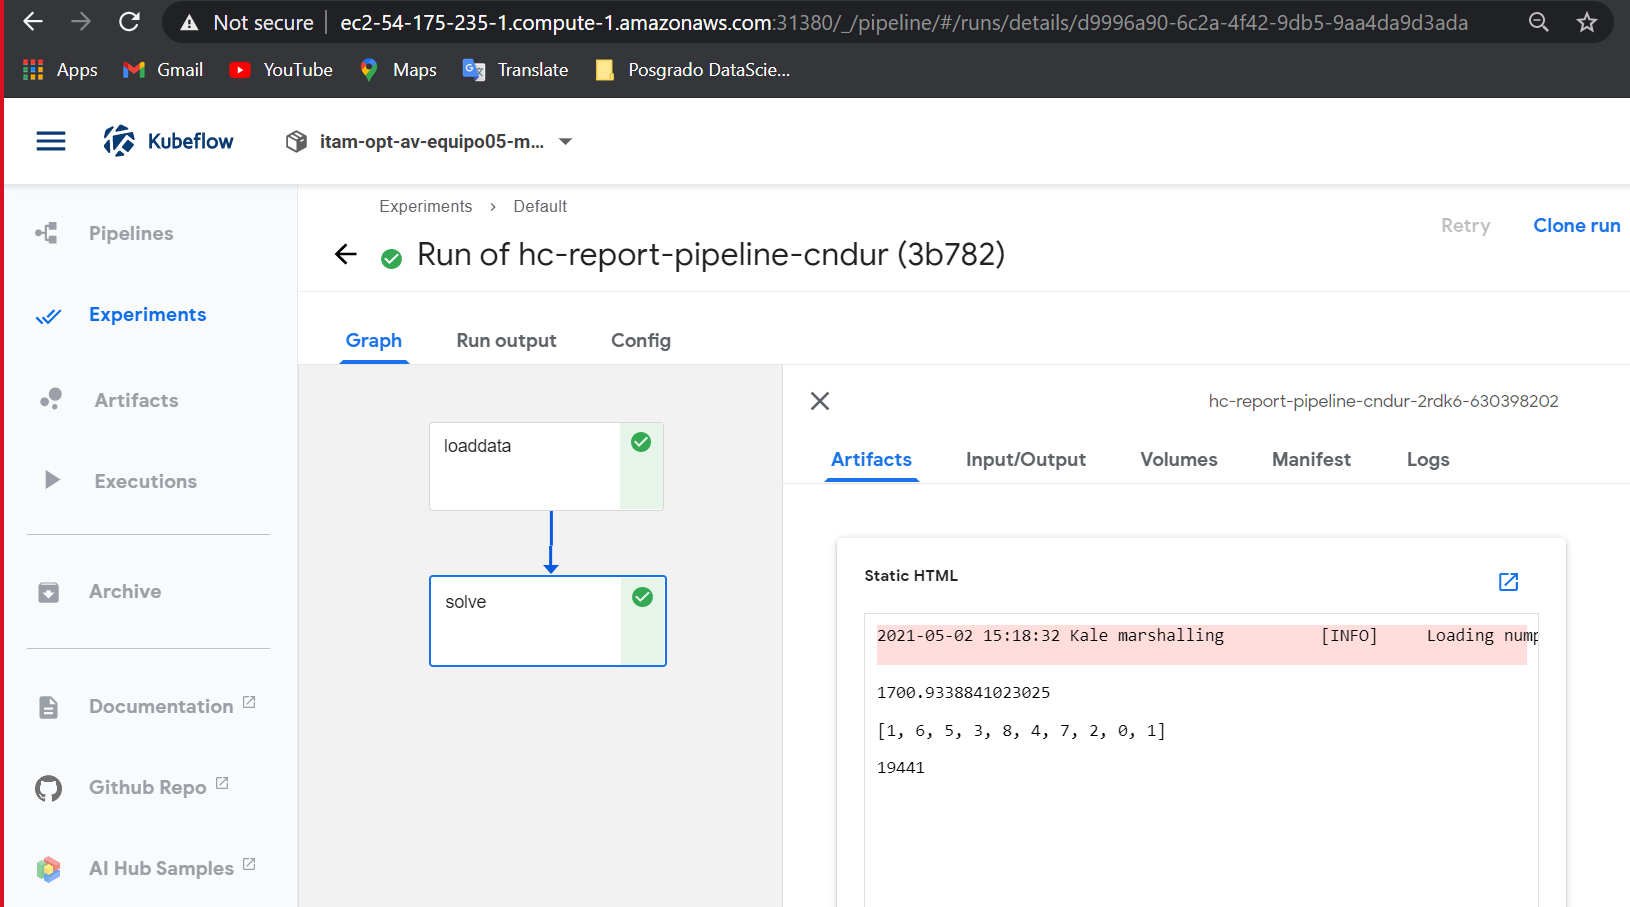 Not secure ec2-54-175-235-1.compute-1.amazonaws.com:31380/_/pipeline/#/runs/details/d9996a90-6c2a-4f42-9db5-9aa4da9d3ada
Apps Gmail YouTube Maps Translate Posgrado DataScie...
Kubeflow itam-opt-av-equipo05-m...
Experiments > Default
Retry Clone run
Run of hc-report-pipeline-cndur (3b782)
Pipelines
Experiments
Artifacts
Executions
Archive
Documentation
Github Repo
AI Hub Samples
Graph Run output Config
loaddata
solve
hc-report-pipeline-cndur-2rdk6-630398202
Artifacts Input/Output Volumes Manifest Logs
Static HTML
2021-05-02 15:18:32 Kale marshalling [INFO] Loading nump
1700.9338841023025
[1, 6, 5, 3, 8, 4, 7, 2, 0, 1]
19441